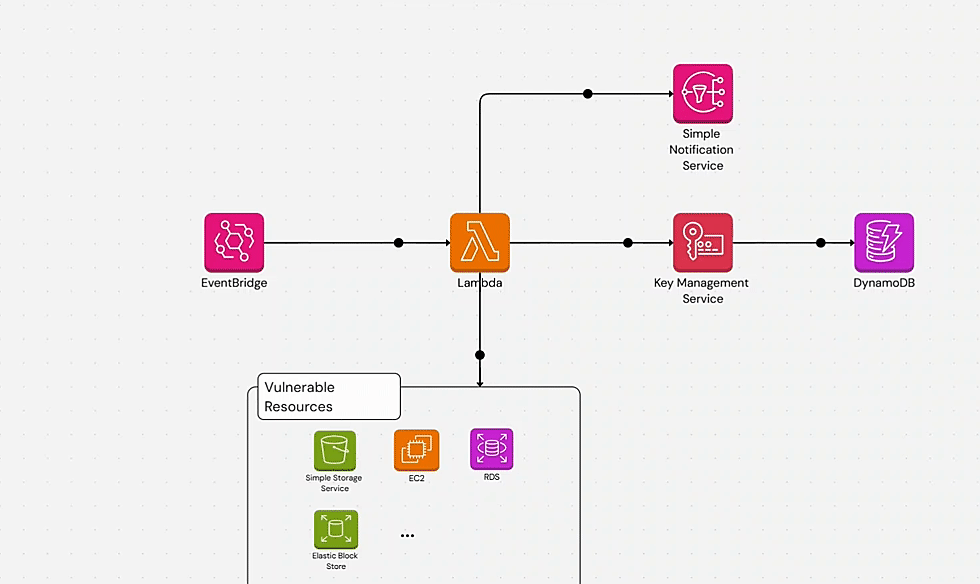 Simple
Notification
Service
EventBridge
Lambda
Key Management
Service
DynamoDB
Vulnerable
Resources
Simple Storage
Service
EC2
RDS
Elastic Block
Store
...